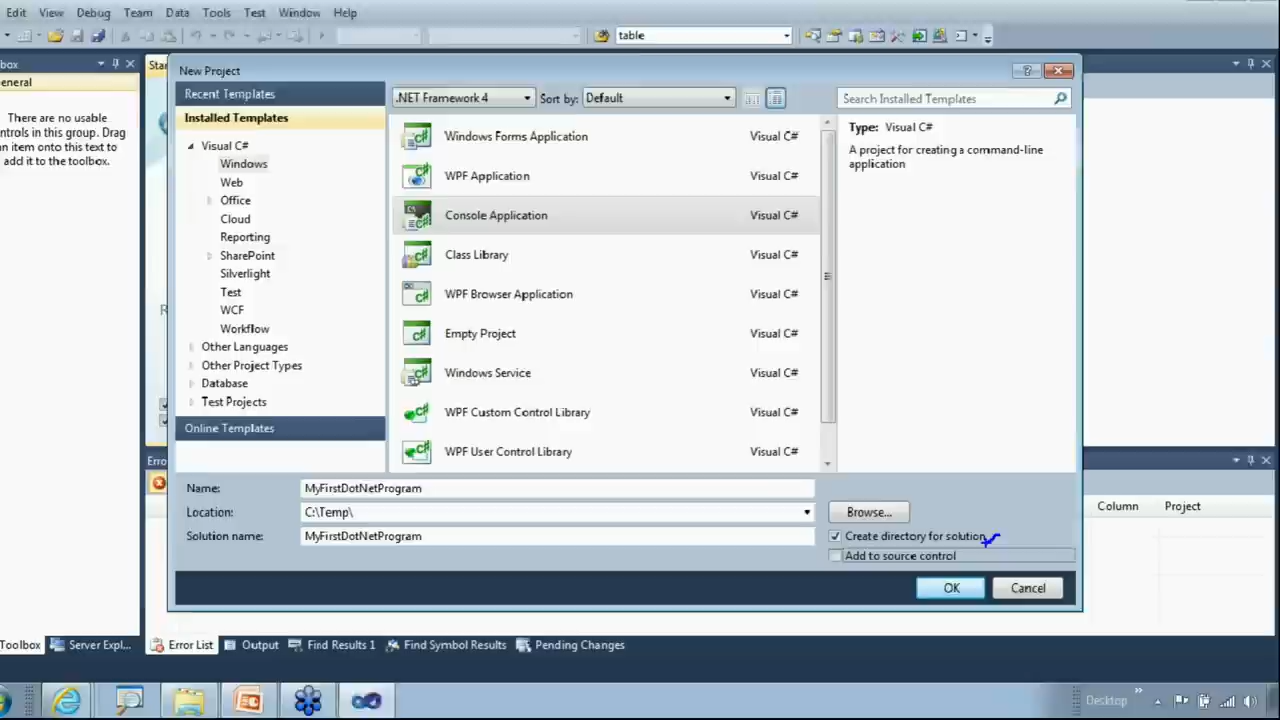 Edit View Debug Team Data Tools Test Window Help
table
box
eneral
There are no usable
ntrols in this group. Drag
an item onto this text to
add it to the toolbox.
Star
New Project
Recent Templates
Installed Templates
Visual C#
Windows
Web
Office
Cloud
Reporting
SharePoint
Silverlight
Test
WCF
Workflow
Other Languages
Other Project Types
Database
Test Projects
Online Templates
.NET Framework 4 Sort by: Default
Search Installed Templates
Windows Forms Application Visual C#
WPF Application Visual C#
Console Application Visual C#
Class Library Visual C#
WPF Browser Application Visual C#
Empty Project Visual C#
Windows Service Visual C#
WPF Custom Control Library Visual C#
WPF User Control Library Visual C#
Type: Visual C#
A project for creating a command-line
application
Name: MyFirstDotNetProgram
Location: C:\Temp\ Browse...
Solution name: MyFirstDotNetProgram
Create directory for solution
Add to source control
OK Cancel
Erro
Column Project
Toolbox Server Expl... Error List Output Find Results 1 Find Symbol Results Pending Changes
Desktop